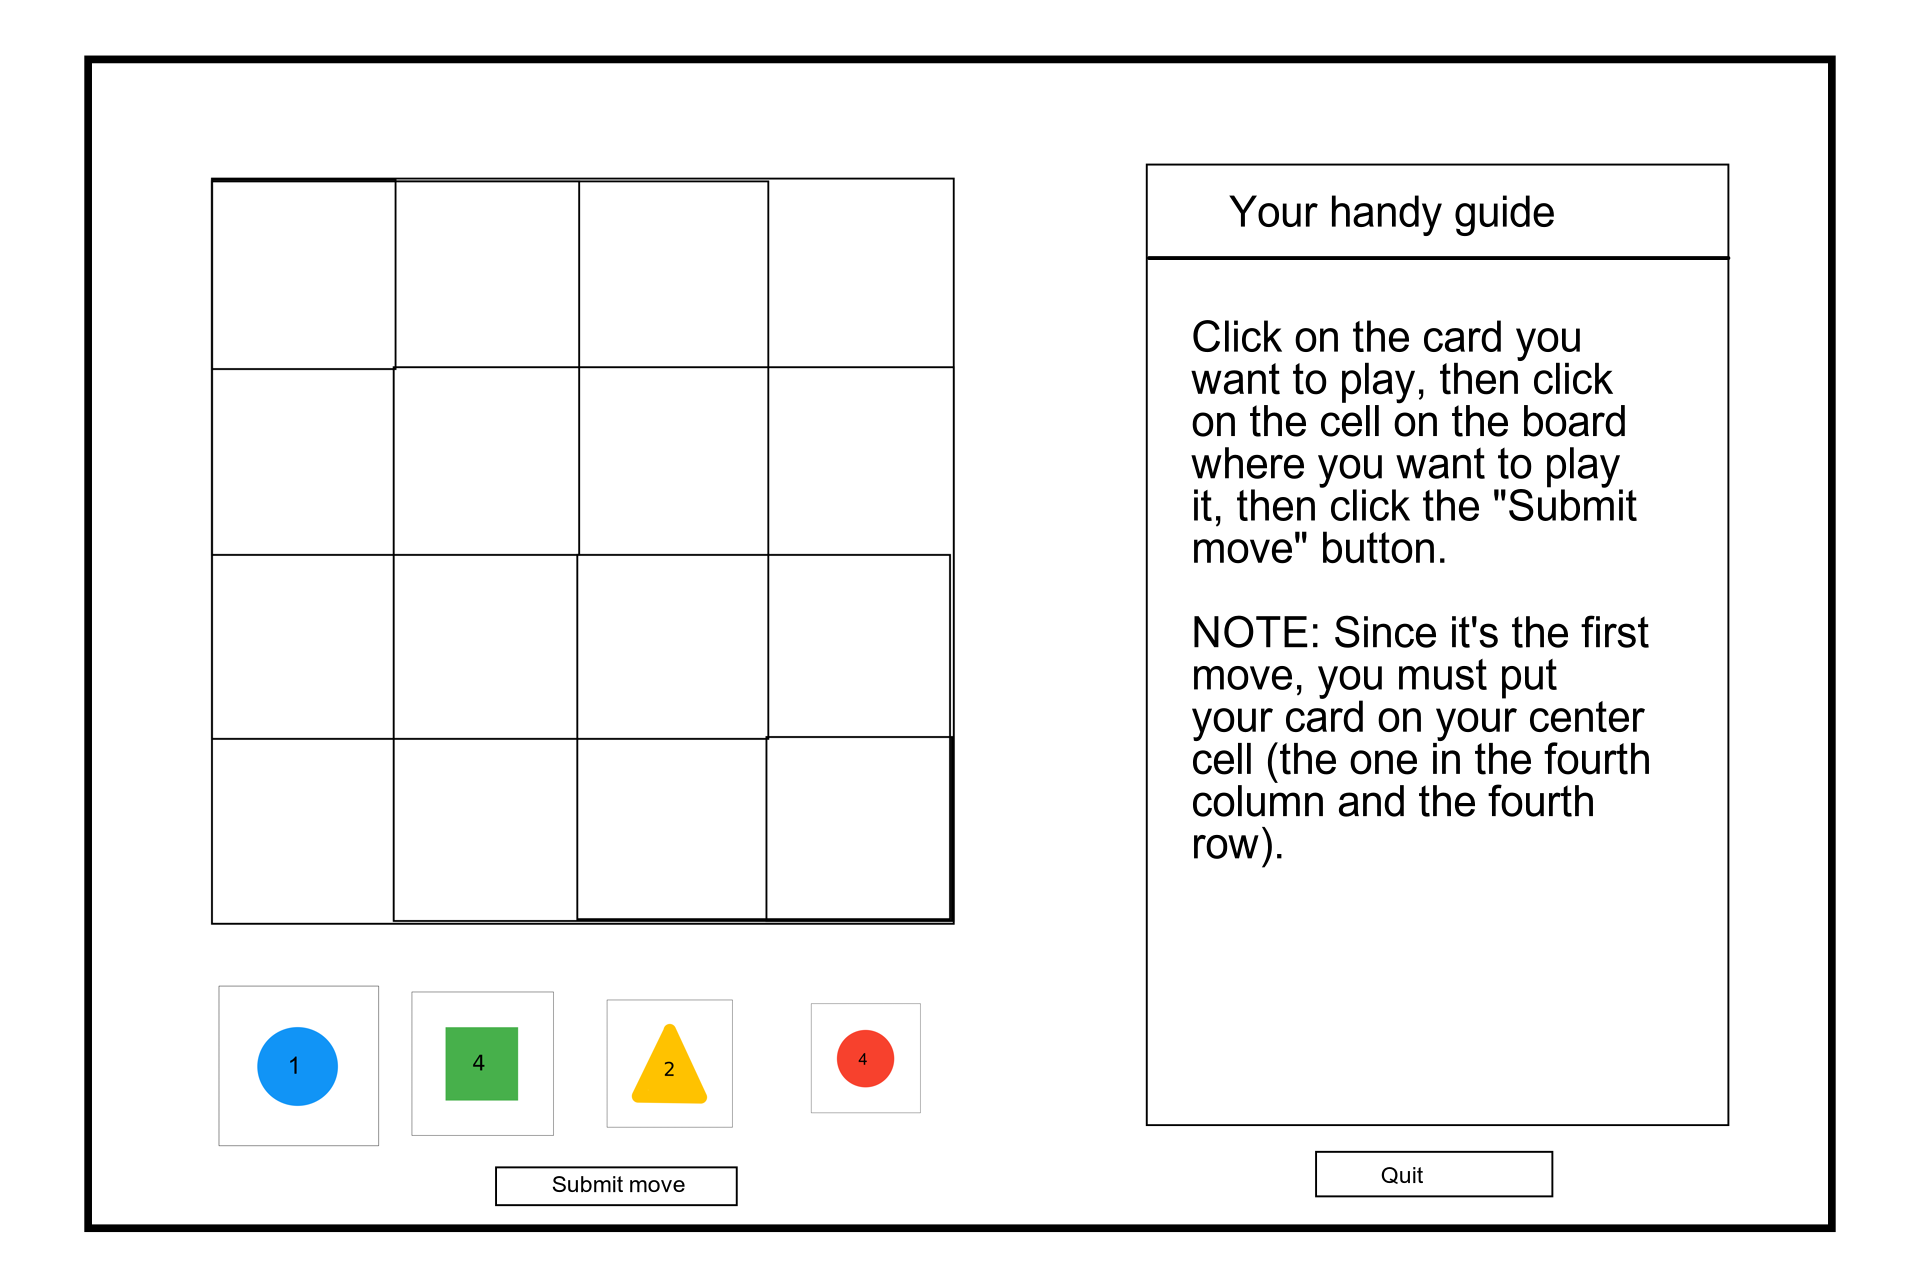 Your handy guide
Click on the card you
want to play, then click
on the cell on the board
where you want to play
it, then click the "Submit
move" button.
NOTE: Since it's the first
move, you must put
your card on your center
cell (the one in the fourth
column and the fourth
row).
1
4
2
4
Submit move
Quit